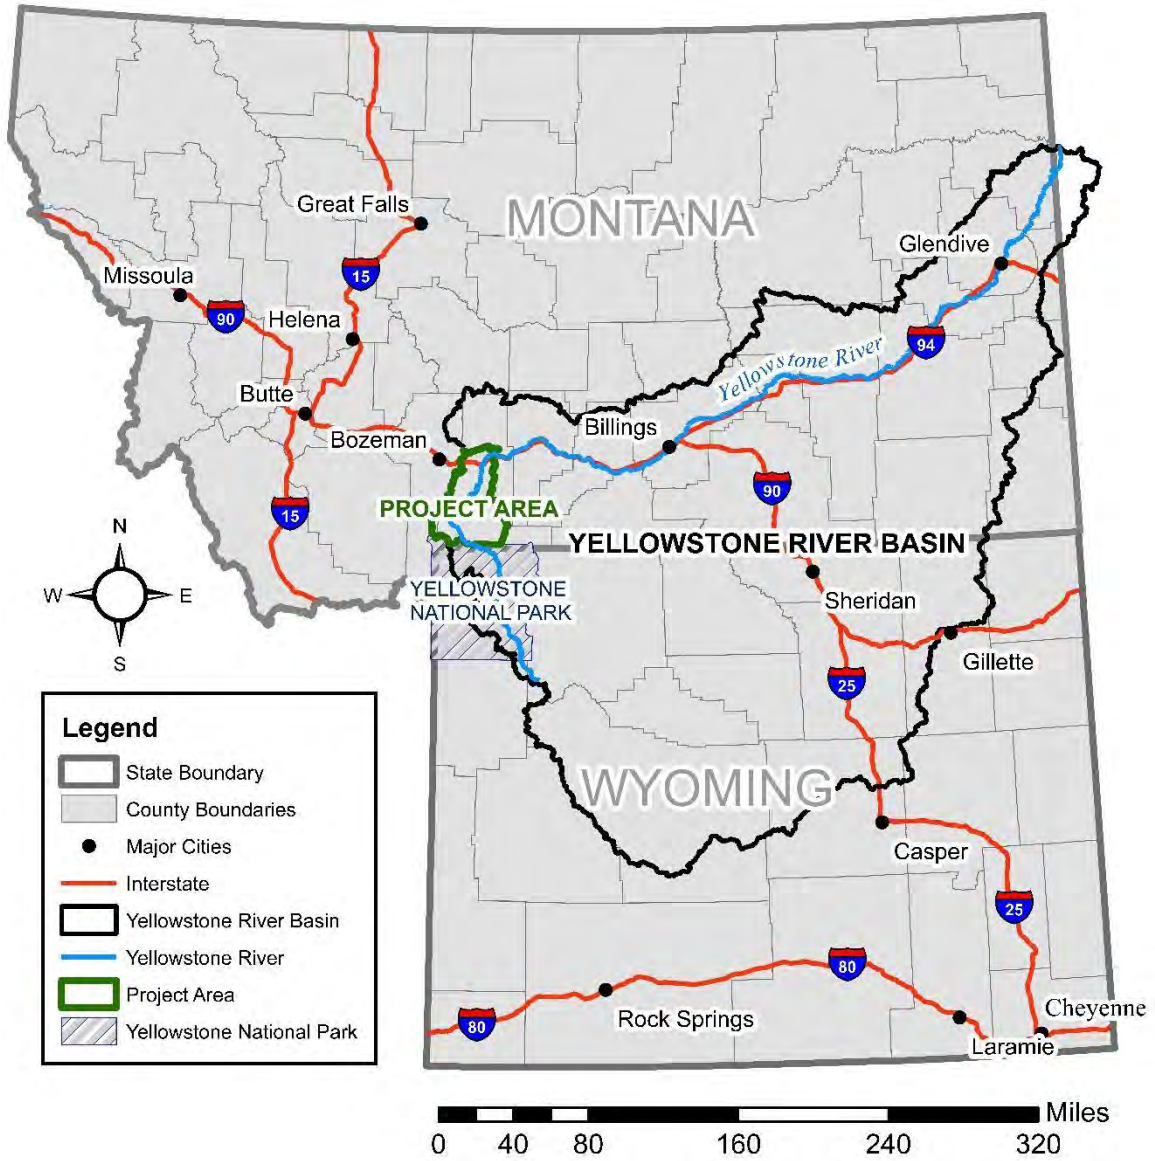 Great Falls
MONTANA
Glendive
Missoula
15
90
Helena
94
Yellowstone River
Butte
Billings
Bozeman
90
PROJECT AREA
15
N
YELLOWSTONE RIVER BASIN
W
E
YELLOWSTONE
NATIONAL PARK
Sheridan
S
Gillette
25
Legend
State Boundary
WYOMING
County Boundaries
Major Cities
Casper
Interstate
25
Yellowstone River Basin
Yellowstone River
80
Project Area
Cheyenne
Rock Springs
80
Yellowstone National Park
Laramie
Miles
0 40 80 160 240 320